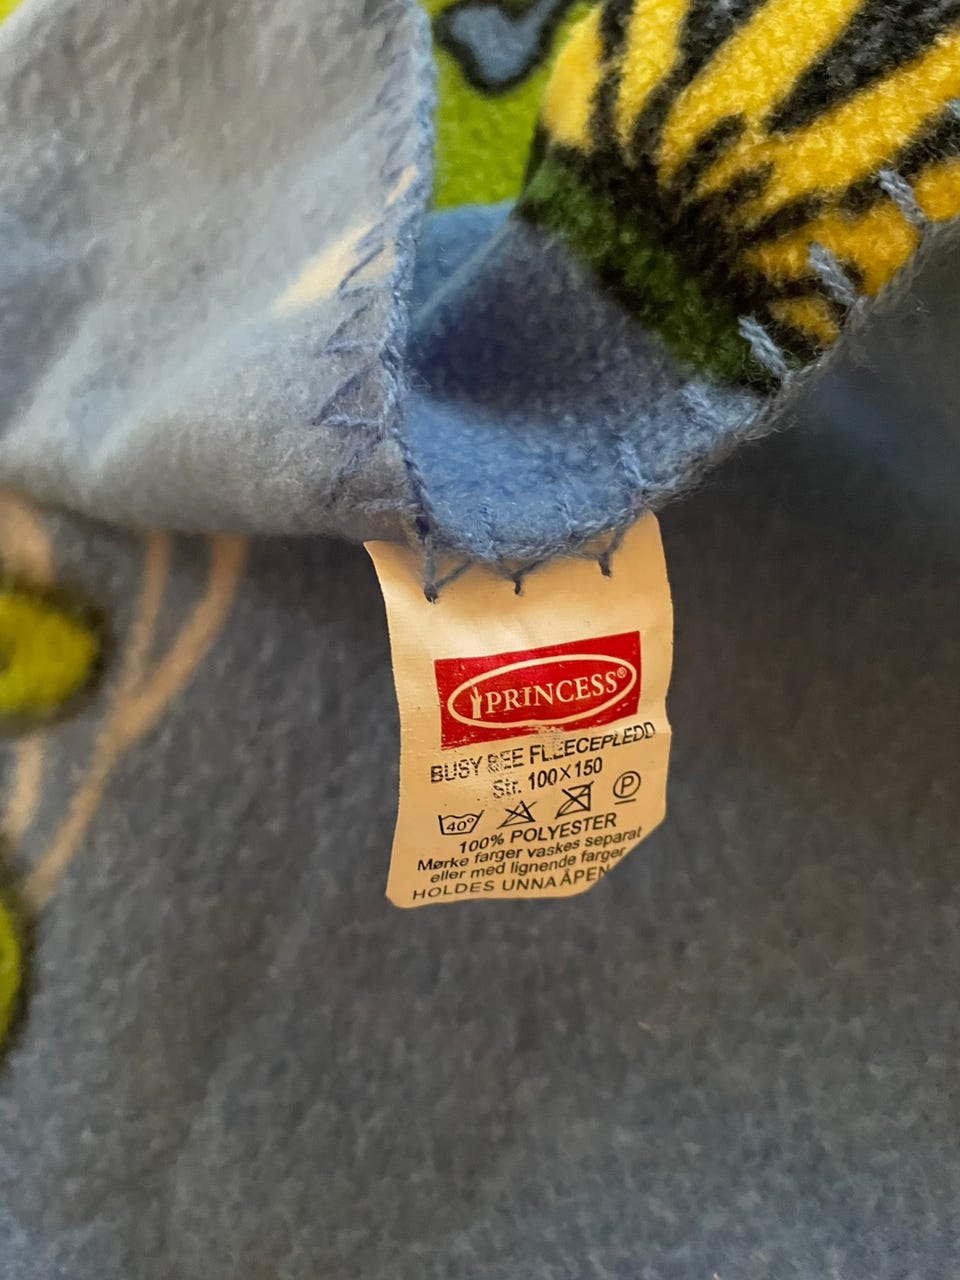 PRINCESS®
BUSY BEE FLEECEPLEDD
Str. 100×150
40° P
100% POLYESTER
Mørke farger vaskes separat
eller med lignende farger
HOLDES UNNA ÅPEN